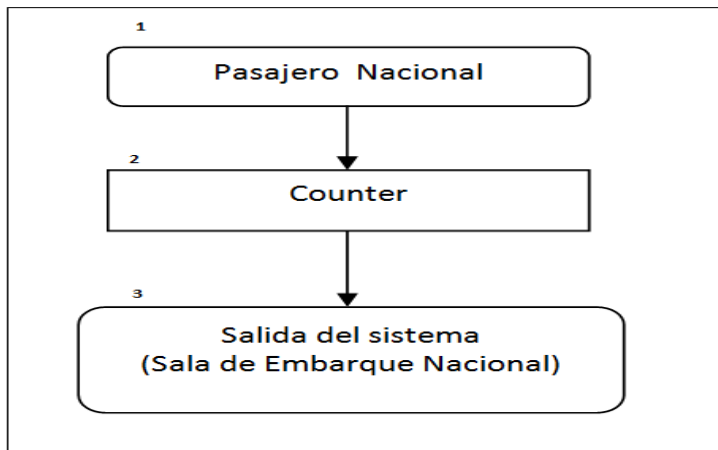 1
Pasajero Nacional
2
Counter
3
Salida del sistema
(Sala de Embarque Nacional)